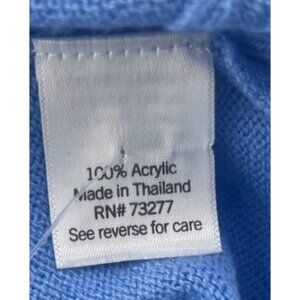 100% Acrylic
Made in Thailand
RN# 73277
See reverse for care